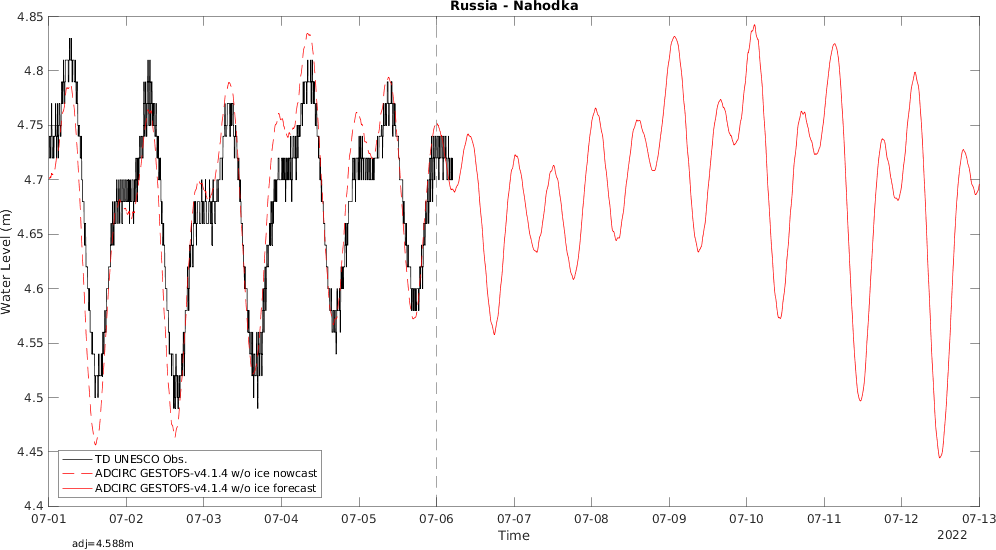 Russia - Nahodka
4.85
4.8
4.75
4.7
4.65
4.6
4.55
4.5
4.45
4.4
Water Level (m)
TD UNESCO Obs.
ADCIRC GESTOFS-v4.1.4 w/o ice nowcast
ADCIRC GESTOFS-v4.1.4 w/o ice forecast
07-01 07-02 07-03 07-04 07-05 07-06 07-07 07-08 07-09 07-10 07-11 07-12 07-13
Time
2022
adj=4.588m